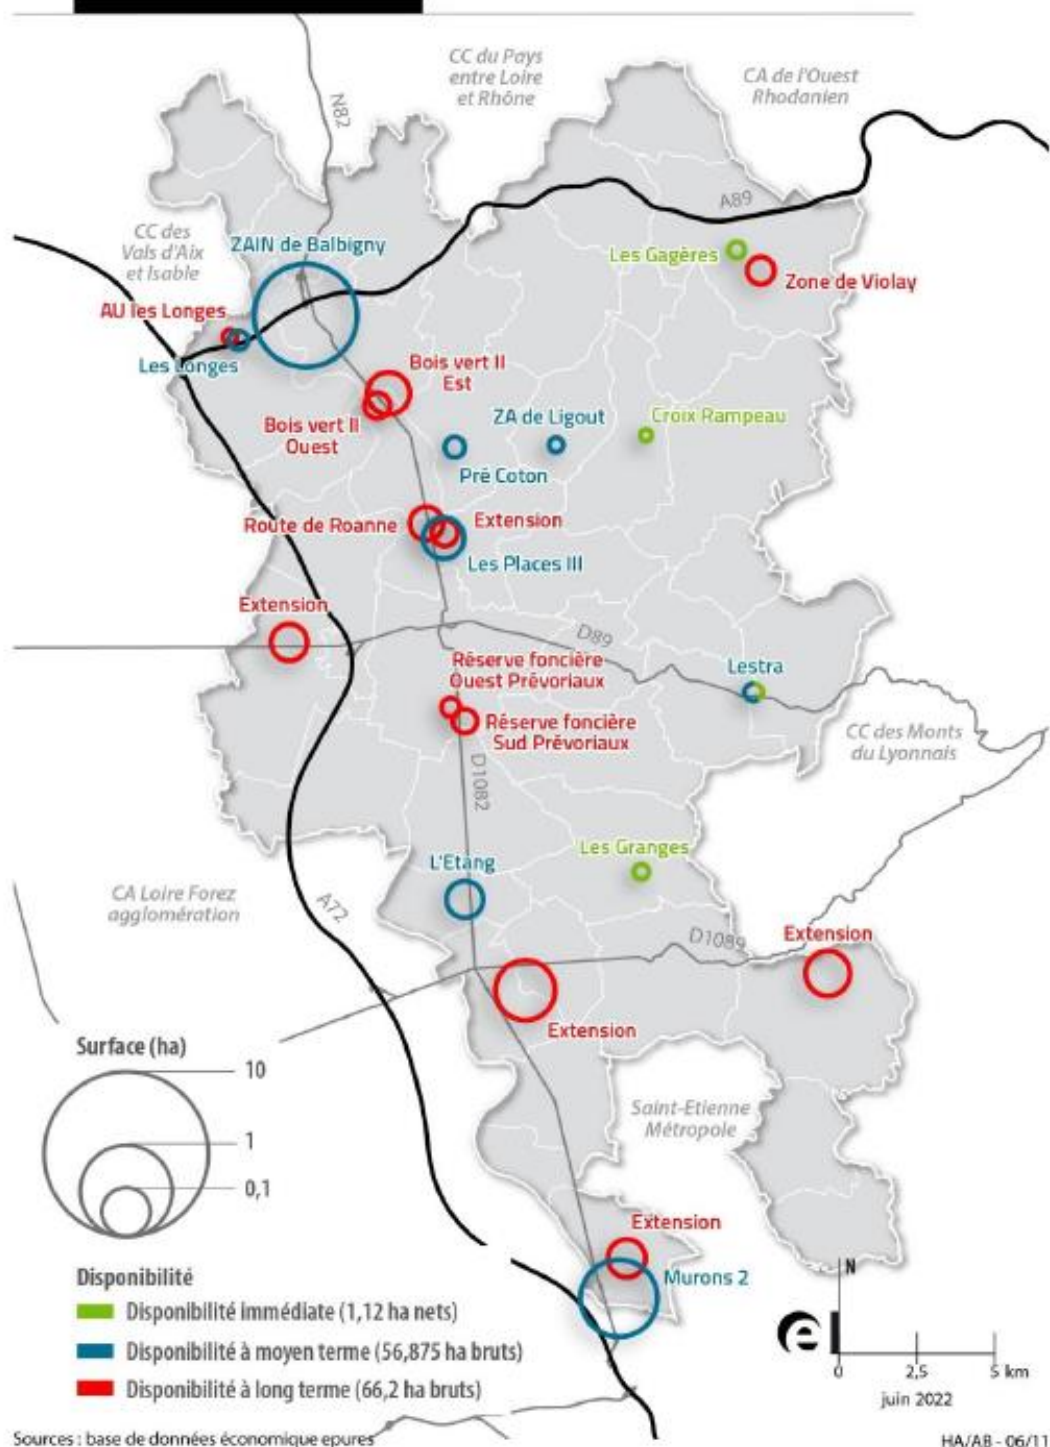 CC du Pays
entre Loire
et Rhône
CA de l'Ouest
Rhodanien
N82
A89
CC des
Vals d'Aix
et Isable
ZAIN de Balbigny
Les Gagères
Zone de Violay
AU les Longes
Les Longes
Bois vert II
Est
Bois vert II
Ouest
ZA de Ligout
Croix Rampeau
Pré Coton
Route de Roanne
Extension
Les Places III
Extension
D89
Réserve foncière
Ouest Prévoriaux
Lestra
Réserve foncière
Sud Prévoriaux
CC des Monts
du Lyonnais
D1082
Les Granges
L'Etang
CA Loire Forez
agglomération
A72
D1089
Extension
Extension
Surface (ha)
10
1
0,1
Saint-Etienne
Métropole
Extension
Murons 2
Disponibilité
Disponibilité immédiate (1,12 ha nets)
Disponibilité à moyen terme (56,875 ha bruts)
Disponibilité à long terme (66,2 ha bruts)
N
e
0 2,5 5 km
juin 2022
Sources : base de données économique epures
HA/AB - 06/11